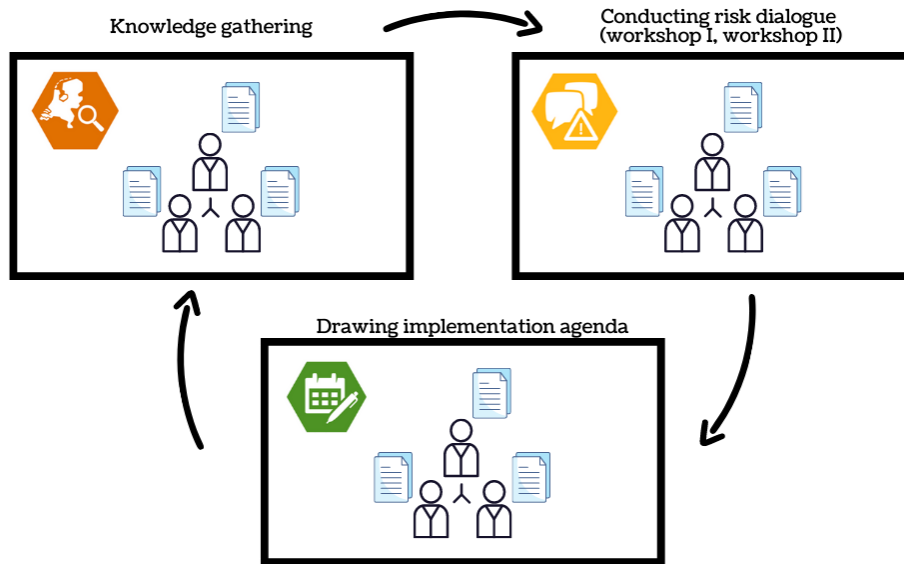 Knowledge gathering
Conducting risk dialogue
(workshop I, workshop II)
Drawing implementation agenda